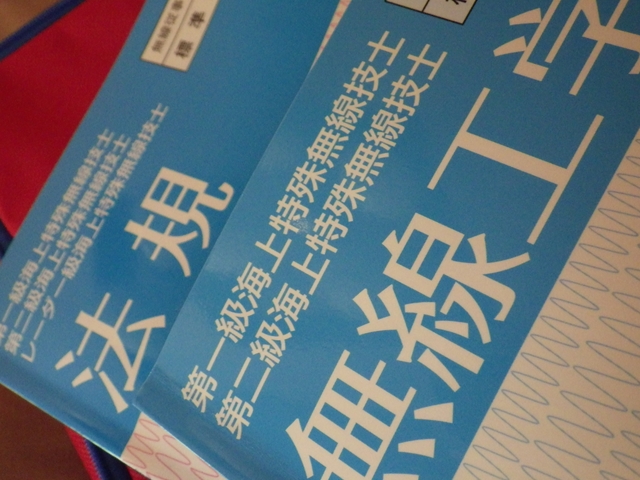 無線従事
標準
第一級海上特殊無線技士
第二級海上特殊無線技士
レーダー級海上特殊無線技士
法規
第一級海上特殊無線技士
第二級海上特殊無線技士
無線工学